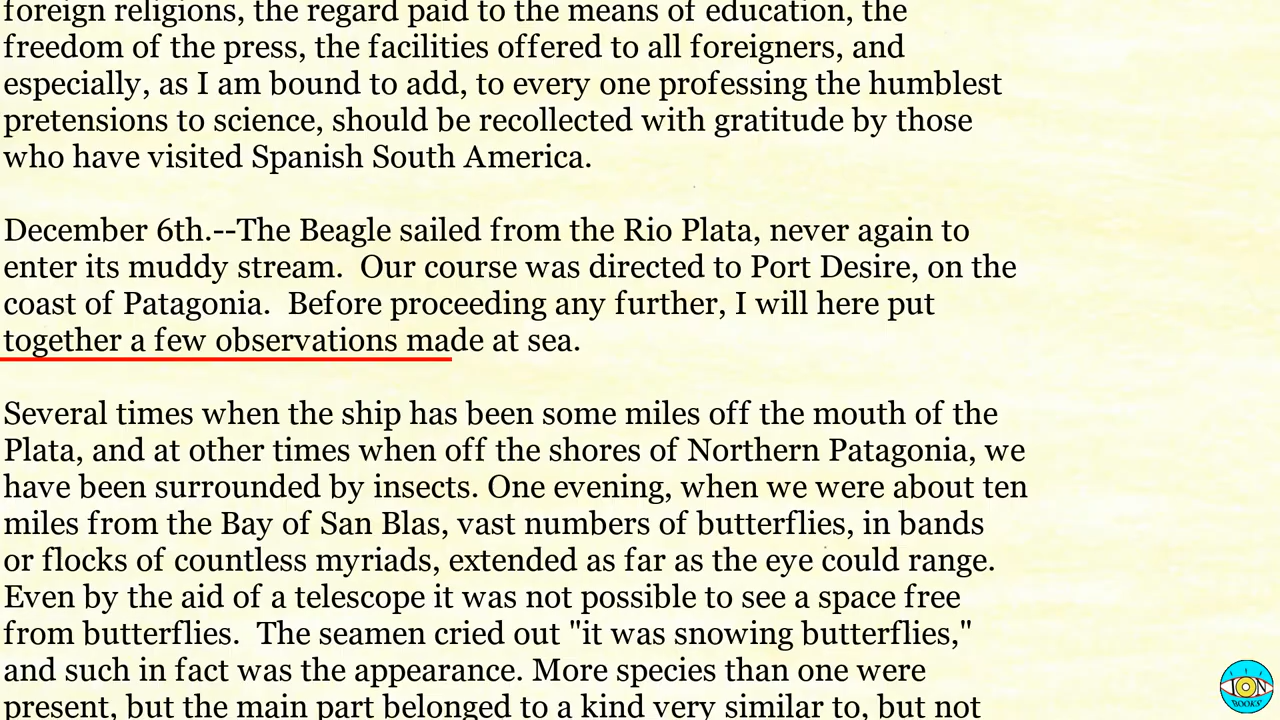 foreign religions, the regard paid to the means of education, the
freedom of the press, the facilities offered to all foreigners, and
especially, as I am bound to add, to every one professing the humblest
pretensions to science, should be recollected with gratitude by those
who have visited Spanish South America.
December 6th.--The Beagle sailed from the Rio Plata, never again to
enter its muddy stream.  Our course was directed to Port Desire, on the
coast of Patagonia.  Before proceeding any further, I will here put
together a few observations made at sea.
Several times when the ship has been some miles off the mouth of the
Plata, and at other times when off the shores of Northern Patagonia, we
have been surrounded by insects. One evening, when we were about ten
miles from the Bay of San Blas, vast numbers of butterflies, in bands
or flocks of countless myriads, extended as far as the eye could range.
Even by the aid of a telescope it was not possible to see a space free
from butterflies.  The seamen cried out "it was snowing butterflies,"
and such in fact was the appearance. More species than one were
present, but the main part belonged to a kind very similar to, but not
ION
BOOKS